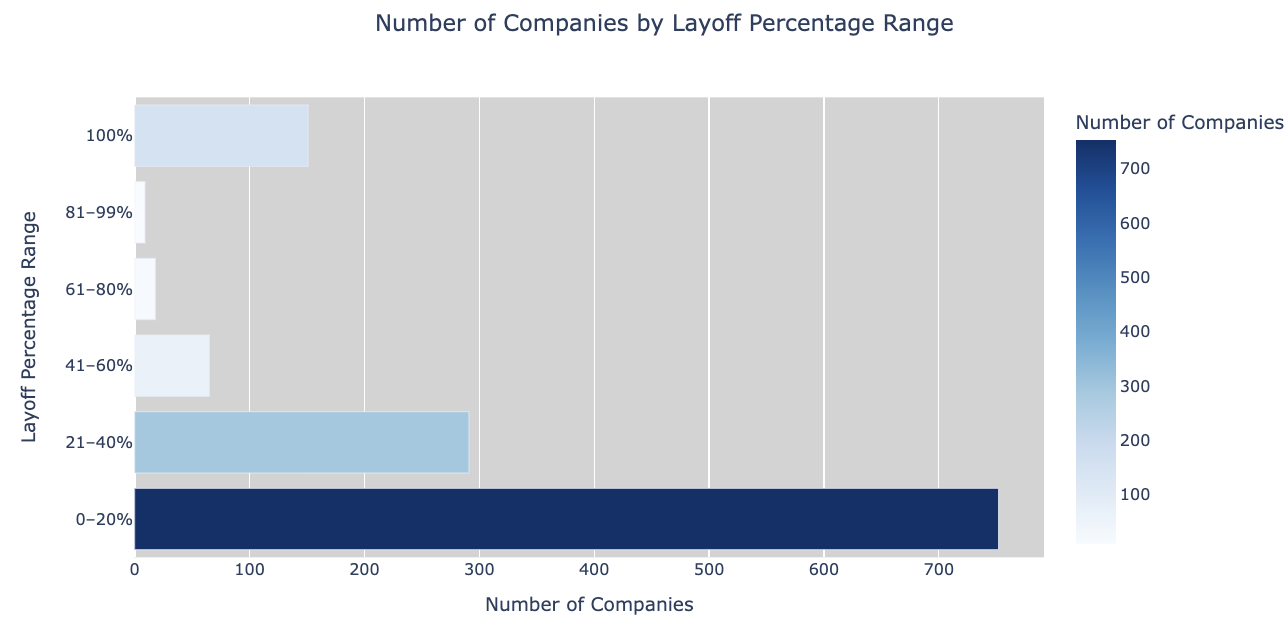 Number of Companies by Layoff Percentage Range
Layoff Percentage Range
100%
81–99%
61–80%
41–60%
21–40%
0–20%
0 100 200 300 400 500 600 700
Number of Companies
Number of Companies
700
600
500
400
300
200
100